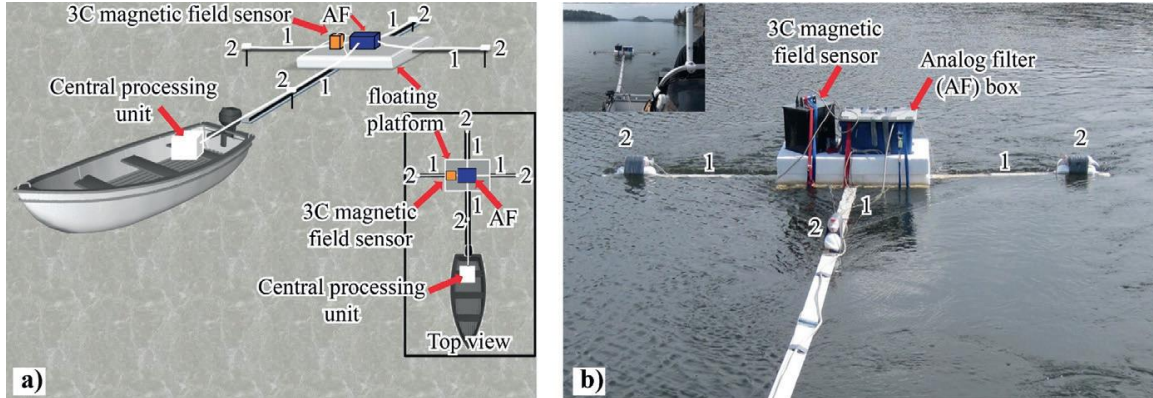 3C magnetic field sensor
AF
2
1
1
2
2
1
2
1
Central processing
unit
floating
platform
2
1
2
1
1
2
1
2
3C magnetic
field sensor
AF
Central processing
unit
Top view
a)
3C magnetic
field sensor
Analog filter
(AF) box
2
1
1
2
1
2
b)